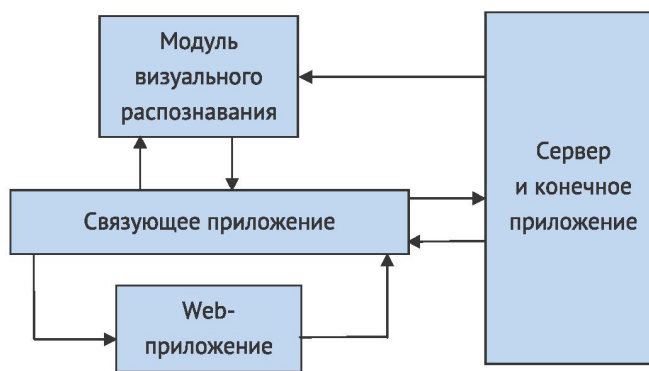 Модуль
визуального
распознавания
Сервер
и конечное
приложение
Связующее приложение
Web-
приложение